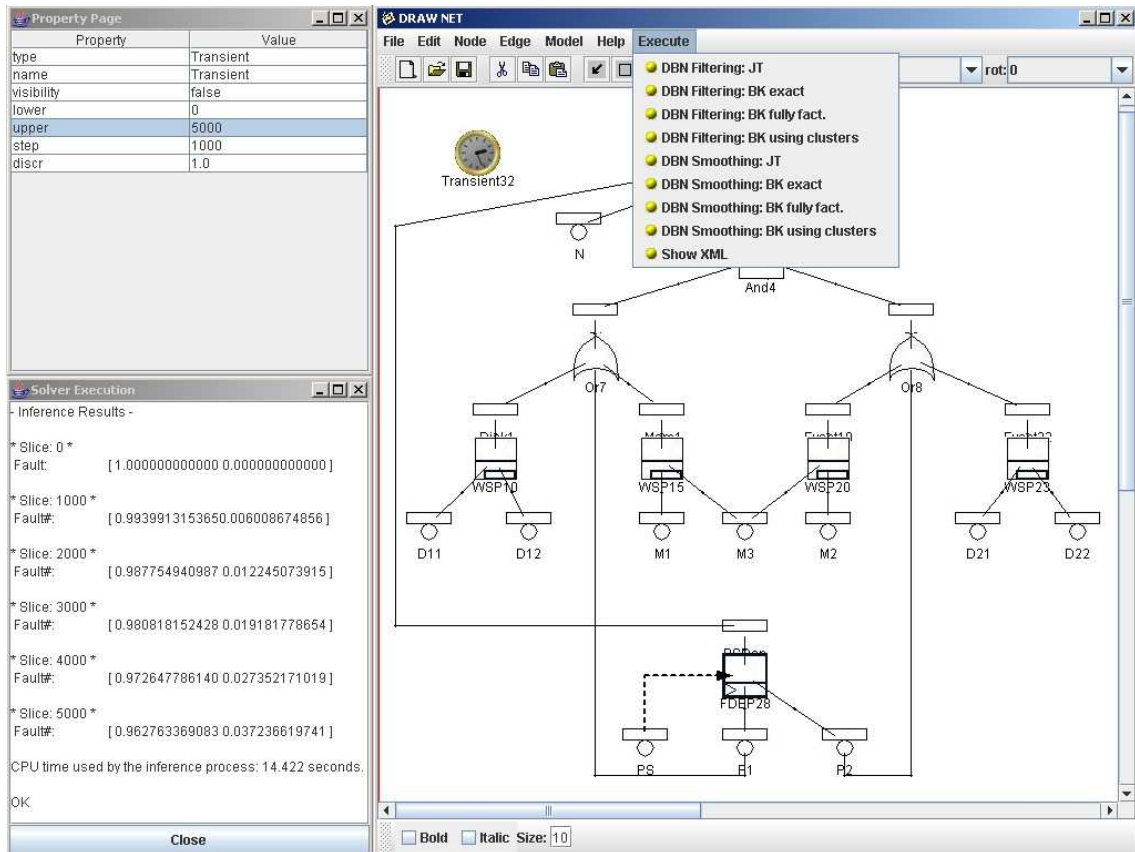 Property Page
Property Value
type Transient
name Transient
visibility false
lower 0
upper 5000
step 1000
discr 1.0
Solver Execution
- Inference Results -
* Slice: 0 *
Fault: [ 1.000000000000 0.000000000000 ]
* Slice: 1000 *
Fault#: [ 0.9939913153650.006008674856 ]
* Slice: 2000 *
Fault#: [ 0.987754940987 0.012245073915 ]
* Slice: 3000 *
Fault#: [ 0.980818152428 0.019181778654 ]
* Slice: 4000 *
Fault#: [ 0.972647786140 0.027352171019 ]
* Slice: 5000 *
Fault#: [ 0.962763369083 0.037236619741 ]
CPU time used by the inference process: 14.422 seconds.
OK
Close
DRAW NET
File Edit Node Edge Model Help Execute
rot: 0
DBN Filtering: JT
DBN Filtering: BK exact
DBN Filtering: BK fully fact.
DBN Filtering: BK using clusters
DBN Smoothing: JT
DBN Smoothing: BK exact
DBN Smoothing: BK fully fact.
DBN Smoothing: BK using clusters
Show XML
Transient32
N
And4
Or7 Or8
WSP10 WSP15 WSP20 WSP23
D11 D12 M1 M3 M2 D21 D22
FDEP28
PS P1 P2
Bold Italic Size: 10